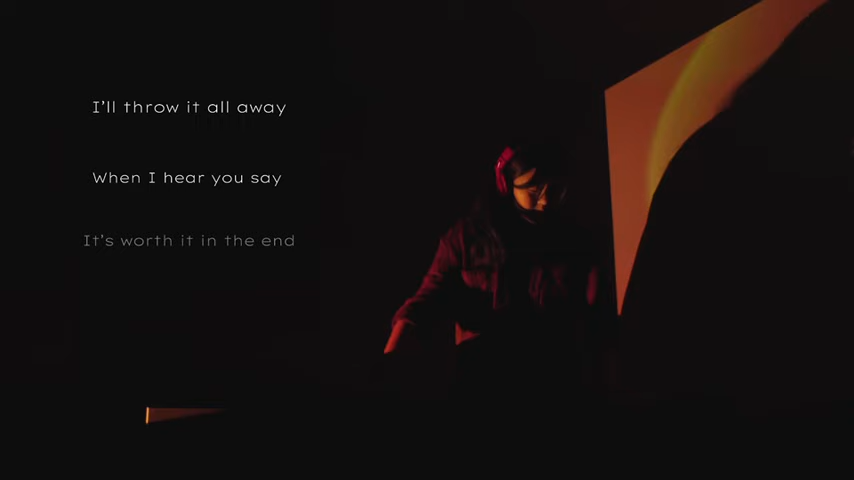 I'll throw it all away
When I hear you say
It's worth it in the end